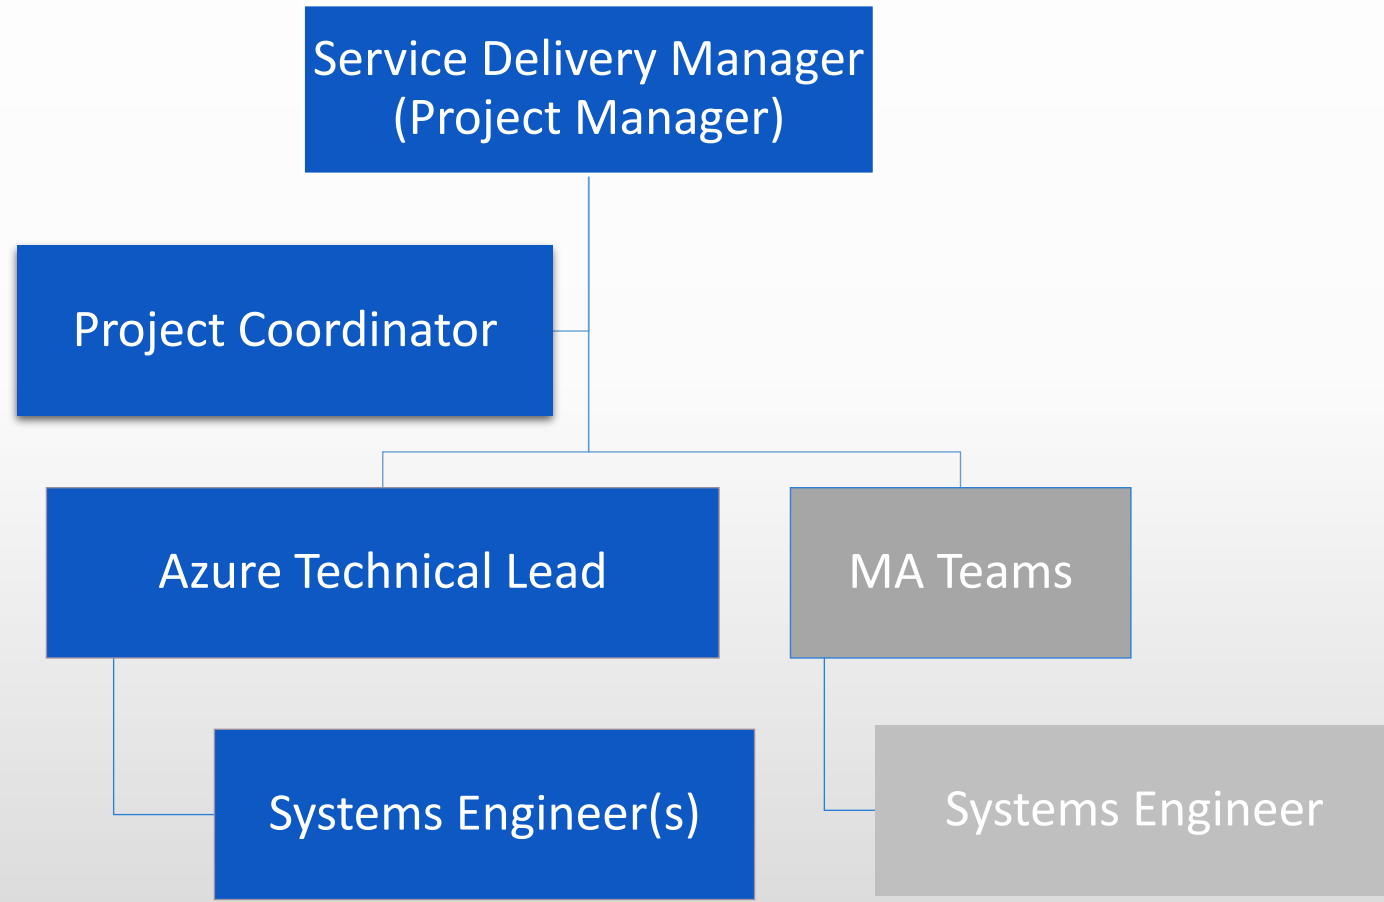 Service Delivery Manager
(Project Manager)
Project Coordinator
Azure Technical Lead
MA Teams
Systems Engineer(s)
Systems Engineer